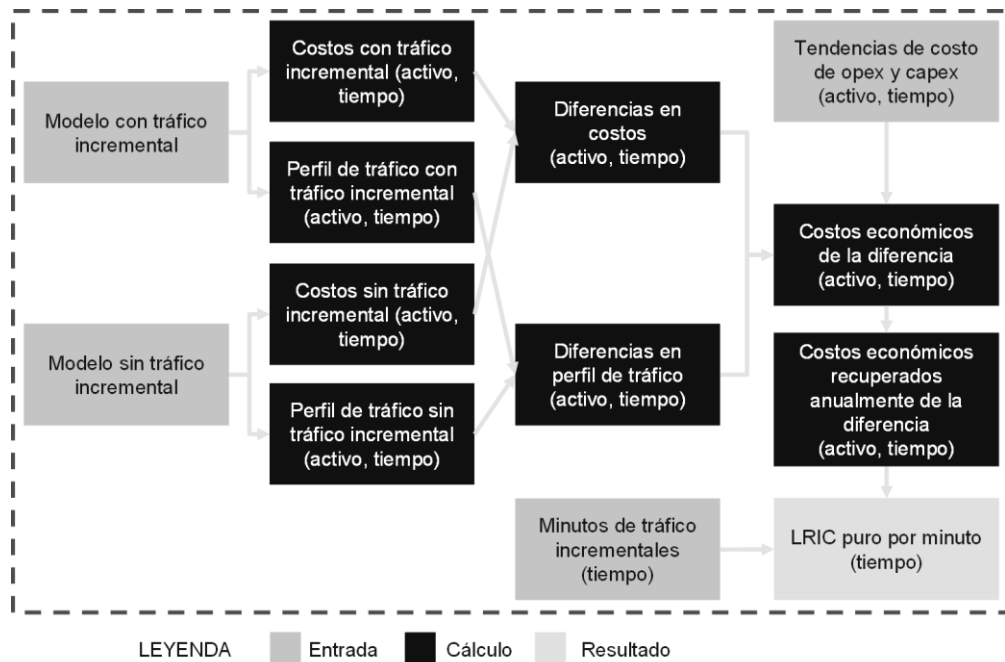 Modelo con tráfico
incremental
Modelo sin tráfico
incremental
Costos con tráfico
incremental (activo,
tiempo)
Perfil de tráfico con
tráfico incremental
(activo, tiempo)
Costos sin tráfico
incremental (activo,
tiempo)
Perfil de tráfico sin
tráfico incremental
(activo, tiempo)
Diferencias en
costos
(activo, tiempo)
Diferencias en
perfil de tráfico
(activo, tiempo)
Minutos de tráfico
incrementales
(tiempo)
Tendencias de costo
de opex y capex
(activo, tiempo)
Costos económicos
de la diferencia
(activo, tiempo)
Costos económicos
recuperados
anualmente de la
diferencia
(activo, tiempo)
LRIC puro por minuto
(tiempo)
LEYENDA
Entrada
Cálculo
Resultado